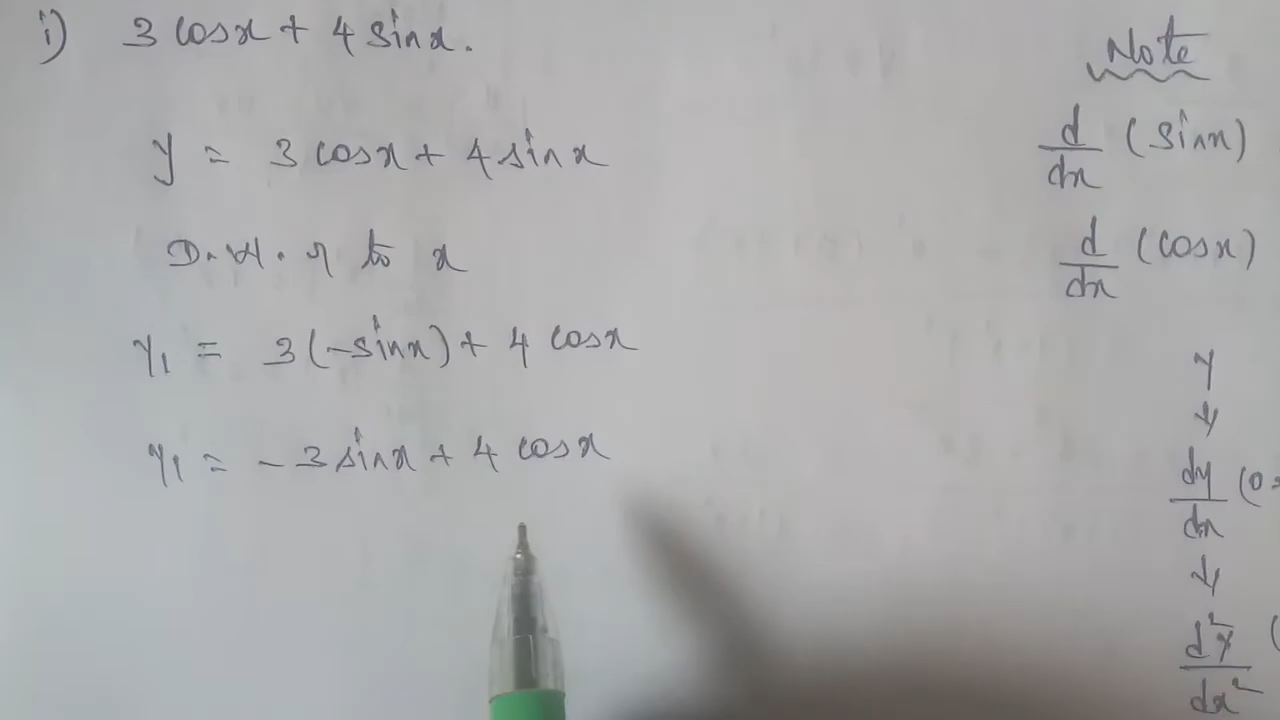 i) 3 cosx + 4 sinx.
y = 3 cosx + 4 sinx
D. w. r to x
y₁ = 3(-sinx) + 4 cosx
y₁ = -3 sinx + 4 cosx
Note
d/dx (sinx)
d/dx (cosx)
y
↓
dy/dx (o
↓
d²y/dx² (